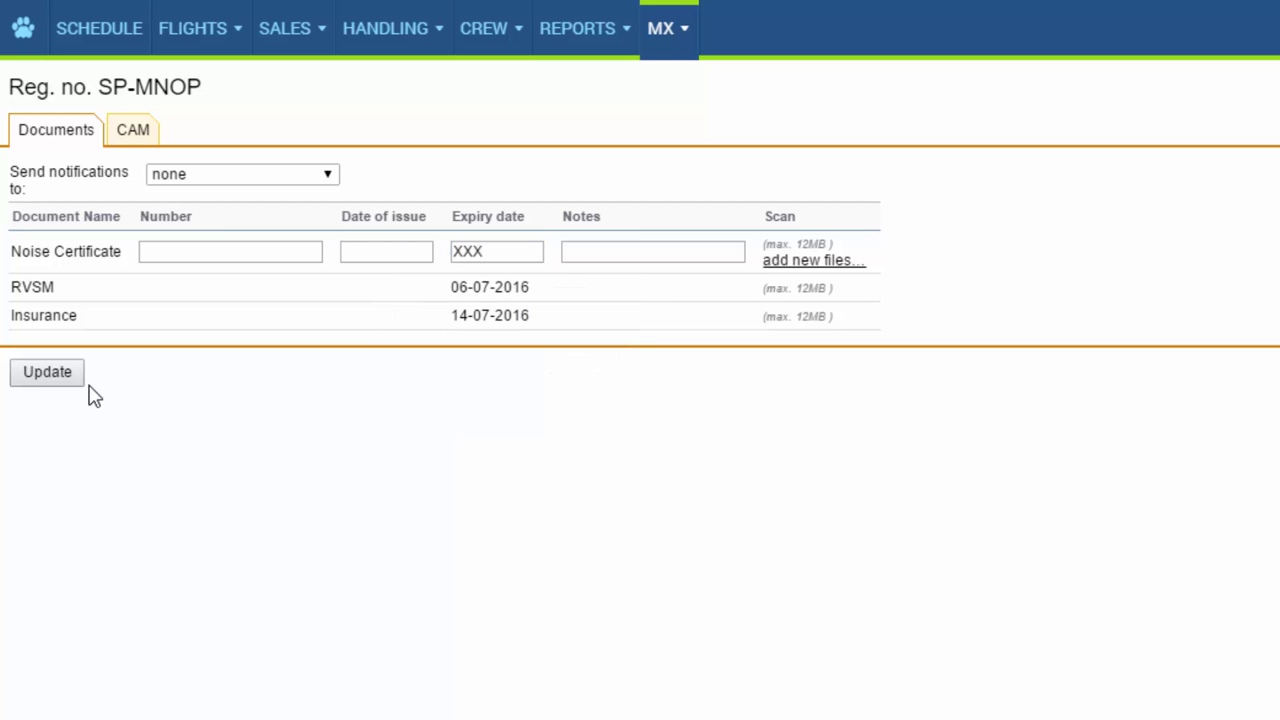 SCHEDULE FLIGHTS SALES HANDLING CREW REPORTS MX
Reg. no. SP-MNOP
Documents CAM
Send notifications
to:
none
Document Name Number Date of issue Expiry date Notes Scan
Noise Certificate XXX (max. 12MB )
add new files...
RVSM 06-07-2016 (max. 12MB )
Insurance 14-07-2016 (max. 12MB )
Update